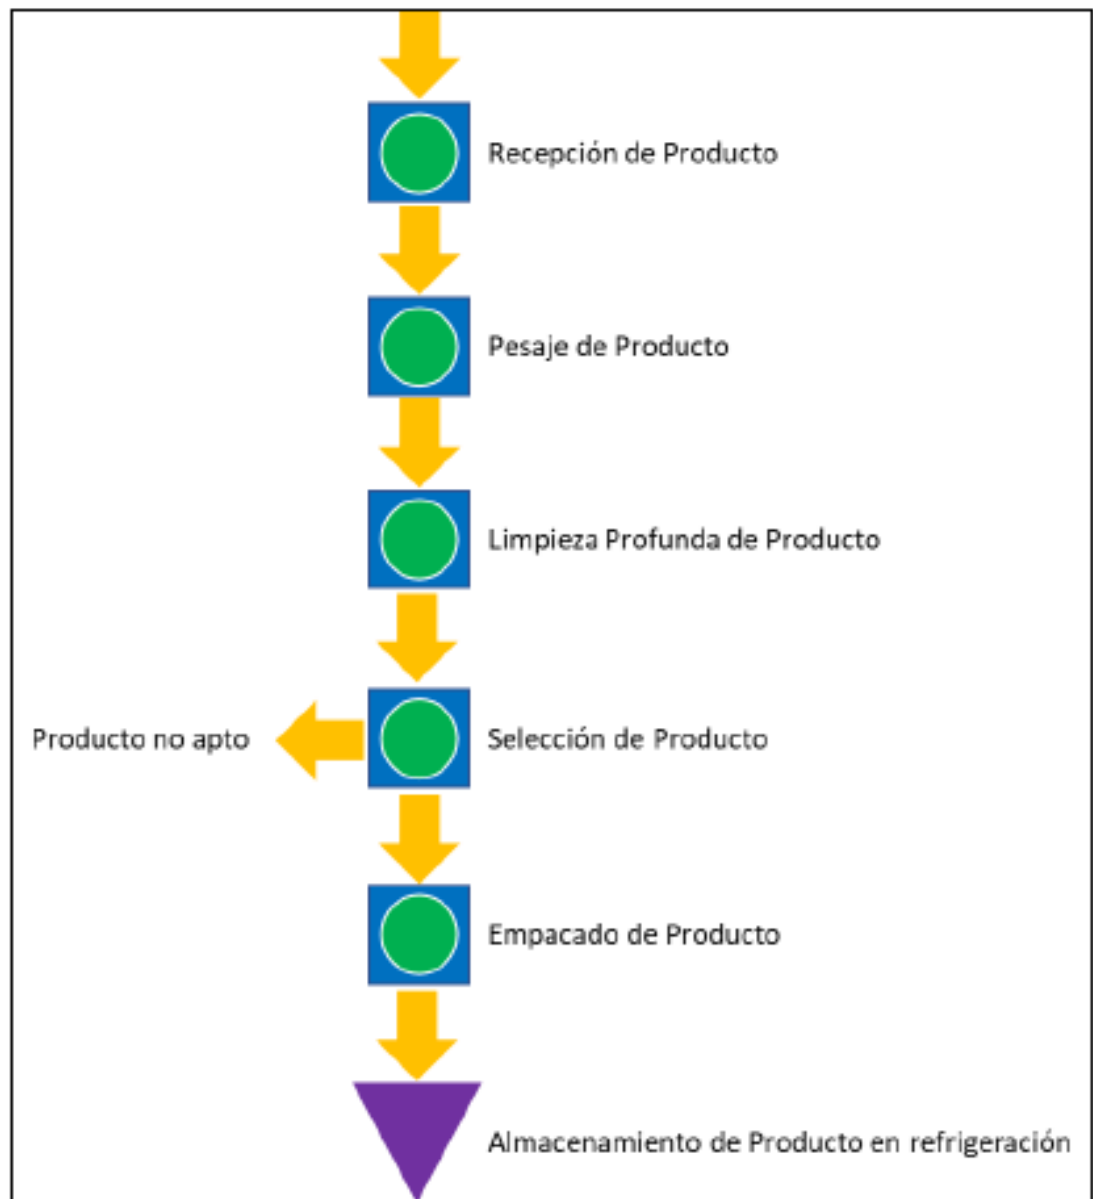 Recepción de Producto
Pesaje de Producto
Limpieza Profunda de Producto
Producto no apto
Selección de Producto
Empacado de Producto
Almacenamiento de Producto en refrigeración